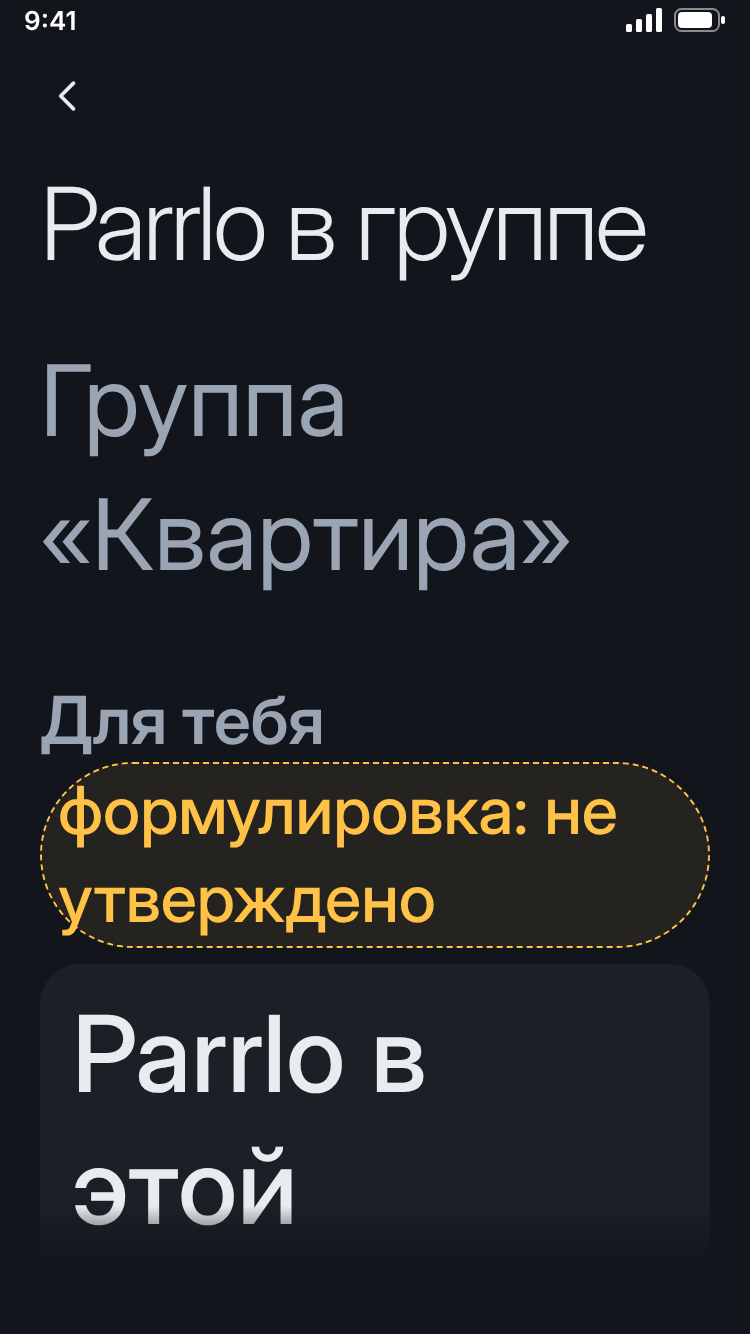 9:41
Parrlo в группе
Группа
«Квартира»
Для тебя
формулировка: не
утверждено
Parrlo в
этой